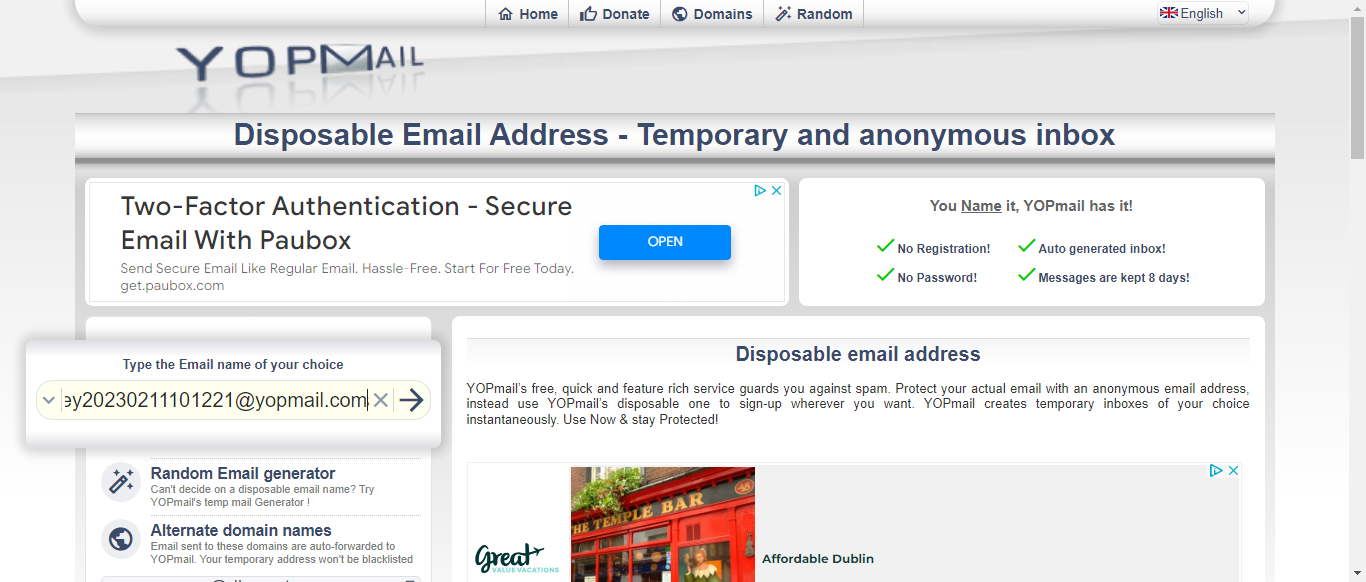 Home
Donate
Domains
Random
English
YOPMAIL
Disposable Email Address - Temporary and anonymous inbox
Two-Factor Authentication - Secure
Email With Paubox
Send Secure Email Like Regular Email. Hassle-Free. Start For Free Today.
get.paubox.com
OPEN
You Name it, YOPmail has it!
No Registration!
Auto generated inbox!
No Password!
Messages are kept 8 days!
Type the Email name of your choice
ey20230211101221@yopmail.com
Random Email generator
Can't decide on a disposable email name? Try
YOPmail's temp mail Generator !
Alternate domain names
Email sent to these domains are auto-forwarded to
YOPmail. Your temporary address won't be blacklisted
Disposable email address
YOPmail's free, quick and feature rich service guards you against spam. Protect your actual email with an anonymous email address,
instead use YOPmail's disposable one to sign-up wherever you want. YOPmail creates temporary inboxes of your choice
instantaneously. Use Now & stay Protected!
THE TEMPLE BAR
48
Great
VALUE VACATIONS
Affordable Dublin